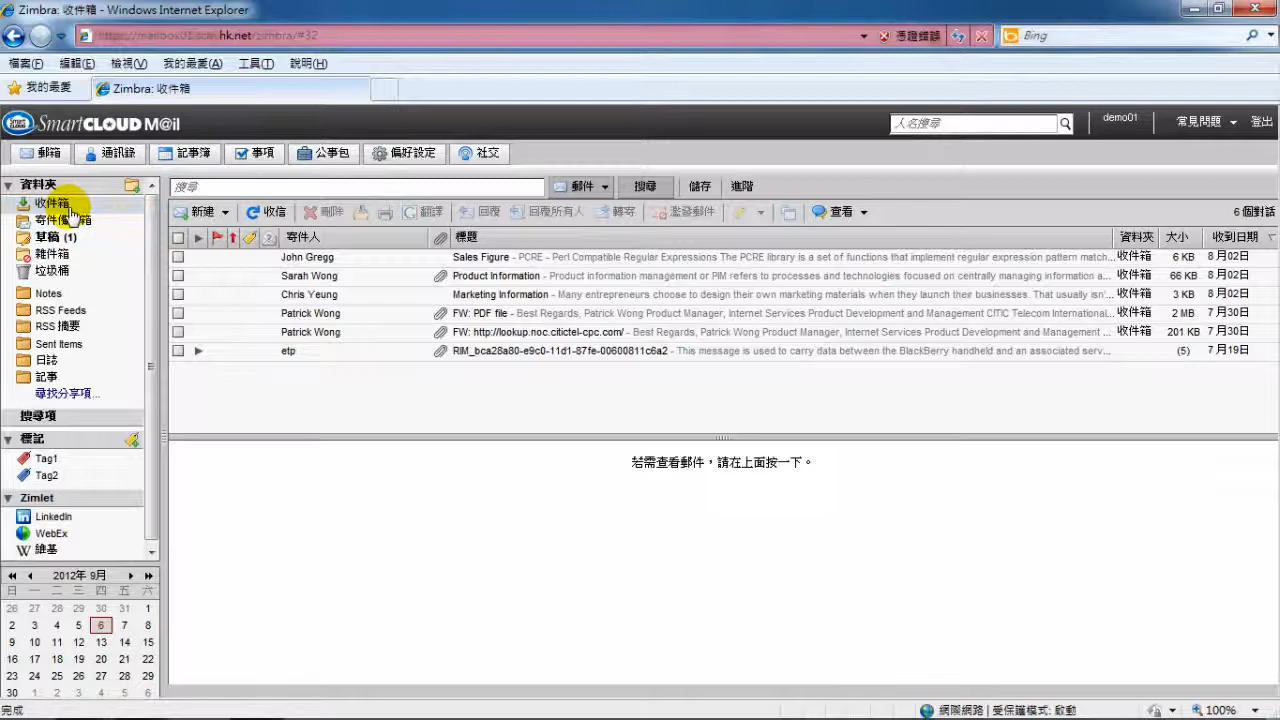 Zimbra: 收件箱 - Windows Internet Explorer
hk.net/zimbra/#32
憑證錯誤
Bing
檔案(F) 編輯(E) 檢視(V) 我的最愛(A) 工具(T) 說明(H)
我的最愛
Zimbra: 收件箱
SmartCLOUD M@il
人名搜尋
demo01
常見問題
登出
郵箱 通訊錄 記事簿 事項 公事包 偏好設定 社交
資料夾
收件箱
草稿 (1)
雜件箱
垃圾桶
Notes
RSS Feeds
RSS 摘要
Sent Items
日誌
記事
尋找分享項...
搜尋項
標記
Tag1
Tag2
Zimlet
LinkedIn
WebEx
W 維基
2012年 9月
日 一 二 三 四 五 六
26 27 28 29 30 31 1
2 3 4 5 6 7 8
9 10 11 12 13 14 15
16 17 18 19 20 21 22
23 24 25 26 27 28 29
30 1 2 3 4 5 6
搜尋 郵件 搜尋 儲存 進階
新建 收信 刪除 翻譯 回覆 回覆所有人 轉寄 濫發郵件 查看 6 個對話
寄件人 標題 資料夾 大小 收到日期
John Gregg Sales Figure - PCRE - Perl Compatible Regular Expressions The PCRE library is a set of functions that implement regular expression pattern match... 收件箱 6 KB 8 月02日
Sarah Wong Product Information - Product information management or PIM refers to processes and technologies focused on centrally managing information a... 收件箱 66 KB 8 月02日
Chris Yeung Marketing Information - Many entrepreneurs choose to design their own marketing materials when they launch their businesses. That usually isn'... 收件箱 3 KB 8 月02日
Patrick Wong FW: PDF file - Best Regards, Patrick Wong Product Manager, Internet Services Product Development and Management CITIC Telecom International... 收件箱 2 MB 7 月30日
Patrick Wong FW: http://lookup.noc.citictel-cpc.com/ - Best Regards, Patrick Wong Product Manager, Internet Services Product Development and Management ... 收件箱 201 KB 7 月30日
etp RIM_bca28a80-e9c0-11d1-87fe-00600811c6a2 - This message is used to carry data between the BlackBerry handheld and an associated serv... (5) 7 月19日
若需查看郵件，請在上面按一下。
完成
網際網路 | 受保護模式: 啟動
100%